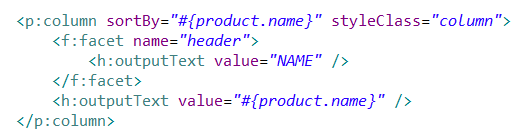 <p:column sortBy="#{product.name}" styleClass="column">
    <f:facet name="header">
        <h:outputText value="NAME" />
    </f:facet>
    <h:outputText value="#{product.name}" />
</p:column>